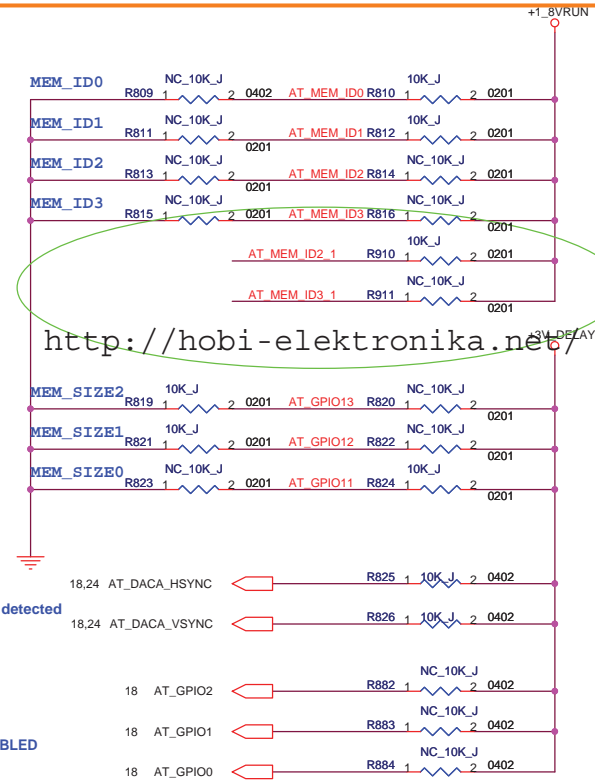 +1_8VRUN
MEM_ID0 R809 1 NC_10K_J 2 0402 AT_MEM_ID0 R810 1 10K_J 2 0201
MEM_ID1 R811 1 NC_10K_J 2 0201 AT_MEM_ID1 R812 1 10K_J 2 0201
MEM_ID2 R813 1 NC_10K_J 2 0201 AT_MEM_ID2 R814 1 NC_10K_J 2 0201
MEM_ID3 R815 1 NC_10K_J 2 0201 AT_MEM_ID3 R816 1 NC_10K_J 2 0201
AT_MEM_ID2_1 R910 1 10K_J 2 0201
AT_MEM_ID3_1 R911 1 NC_10K_J 2 0201
http://hobi-elektronika.net/
+3V_DELAY
MEM_SIZE2 R819 1 10K_J 2 0201 AT_GPIO13 R820 1 NC_10K_J 2 0201
MEM_SIZE1 R821 1 10K_J 2 0201 AT_GPIO12 R822 1 NC_10K_J 2 0201
MEM_SIZE0 R823 1 NC_10K_J 2 0201 AT_GPIO11 R824 1 10K_J 2 0201
18,24 AT_DACA_HSYNC R825 1 10K_J 2 0402
detected
18,24 AT_DACA_VSYNC R826 1 10K_J 2 0402
18 AT_GPIO2 R882 1 NC_10K_J 2 0402
18 AT_GPIO1 R883 1 NC_10K_J 2 0402
BLED
18 AT_GPIO0 R884 1 NC_10K_J 2 0402